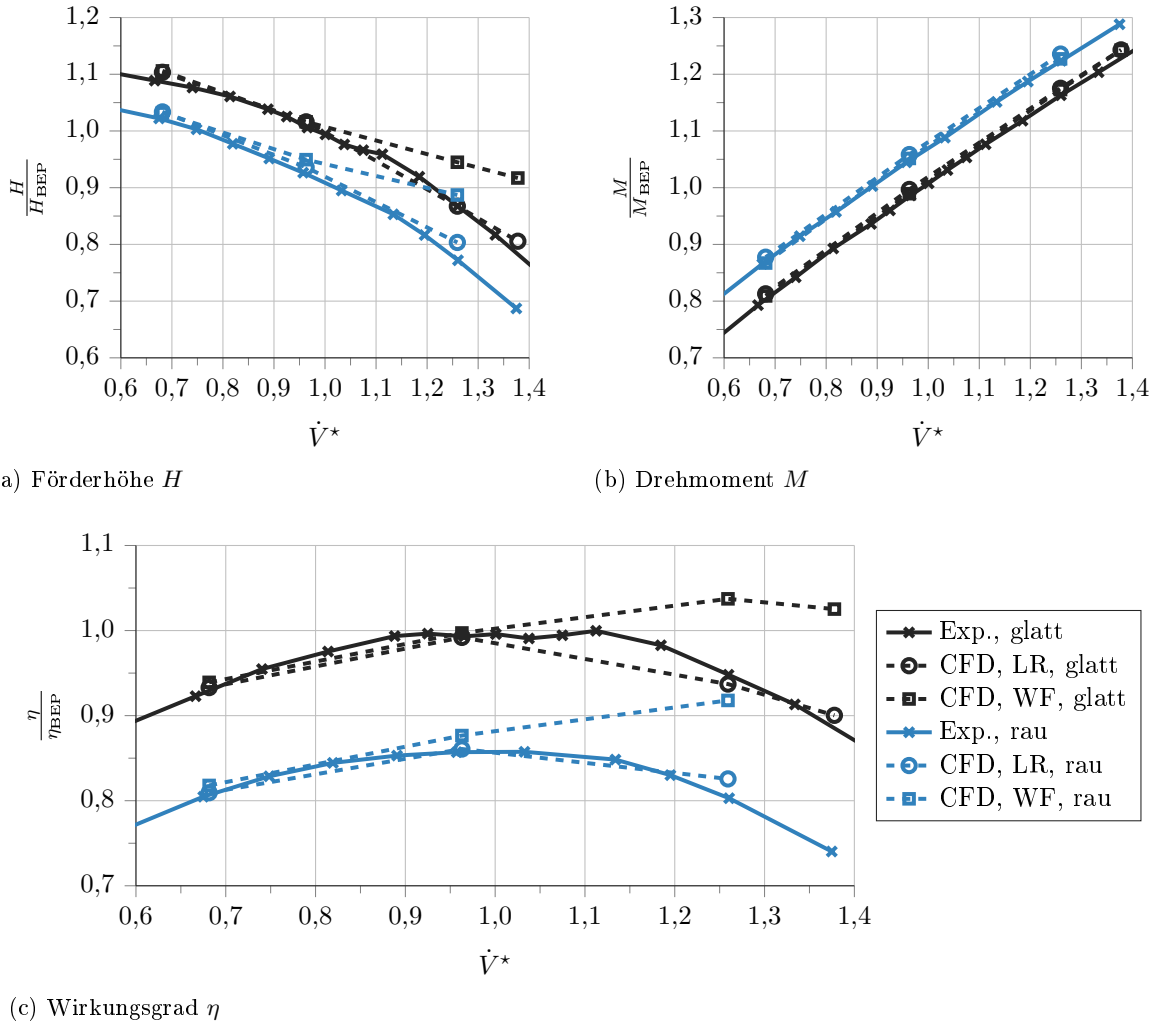 1,2
1,1
1,0
0,9
0,8
0,7
0,6
H
H_BEP
0,6 0,7 0,8 0,9 1,0 1,1 1,2 1,3 1,4
V̇⋆
a) Förderhöhe H
1,3
1,2
1,1
1,0
0,9
0,8
0,7
M
M_BEP
0,6 0,7 0,8 0,9 1,0 1,1 1,2 1,3 1,4
V̇⋆
(b) Drehmoment M
1,1
1,0
0,9
0,8
0,7
η
η_BEP
0,6 0,7 0,8 0,9 1,0 1,1 1,2 1,3 1,4
V̇⋆
Exp., glatt
CFD, LR, glatt
CFD, WF, glatt
Exp., rau
CFD, LR, rau
CFD, WF, rau
(c) Wirkungsgrad η